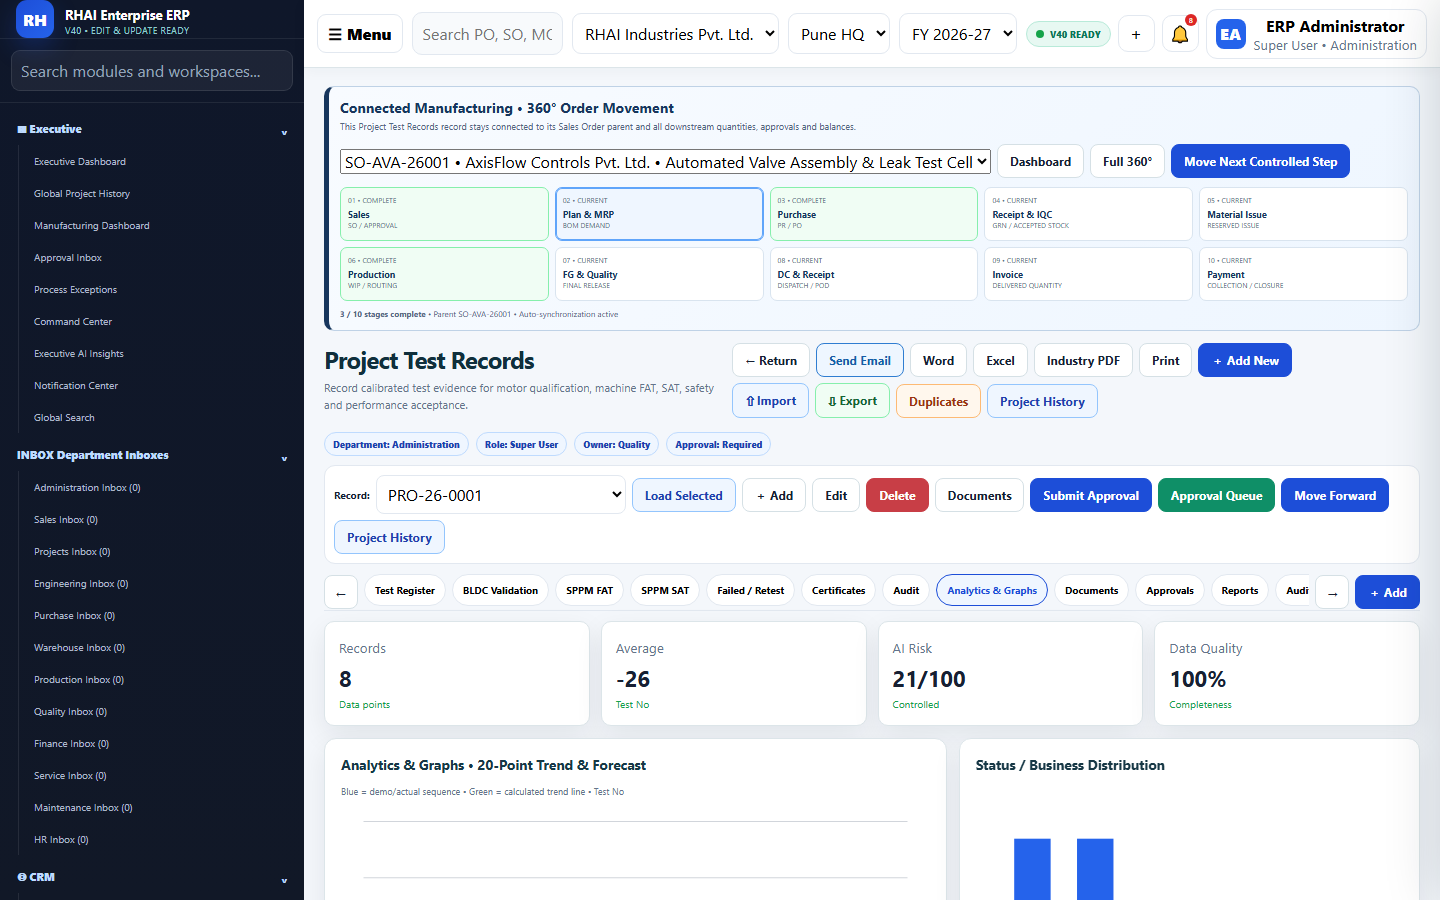 RH
RHAI Enterprise ERP
V40 • EDIT & UPDATE READY
Search modules and workspaces...
Executive
Executive Dashboard
Global Project History
Manufacturing Dashboard
Approval Inbox
Process Exceptions
Command Center
Executive AI Insights
Notification Center
Global Search
INBOX Department Inboxes
Administration Inbox (0)
Sales Inbox (0)
Projects Inbox (0)
Engineering Inbox (0)
Purchase Inbox (0)
Warehouse Inbox (0)
Production Inbox (0)
Quality Inbox (0)
Finance Inbox (0)
Service Inbox (0)
Maintenance Inbox (0)
HR Inbox (0)
CRM
☰ Menu
Search PO, SO, MO
RHAI Industries Pvt. Ltd.
Pune HQ
FY 2026-27
V40 READY
+
8
EA
ERP Administrator
Super User • Administration
Connected Manufacturing • 360° Order Movement
This Project Test Records record stays connected to its Sales Order parent and all downstream quantities, approvals and balances.
SO-AVA-26001 • AxisFlow Controls Pvt. Ltd. • Automated Valve Assembly & Leak Test Cell
Dashboard
Full 360°
Move Next Controlled Step
01 • COMPLETE
Sales
SO / APPROVAL
02 • CURRENT
Plan & MRP
BOM DEMAND
03 • COMPLETE
Purchase
PR / PO
04 • CURRENT
Receipt & IQC
GRN / ACCEPTED STOCK
05 • CURRENT
Material Issue
RESERVED ISSUE
06 • COMPLETE
Production
WIP / ROUTING
07 • CURRENT
FG & Quality
FINAL RELEASE
08 • CURRENT
DC & Receipt
DISPATCH / POD
09 • CURRENT
Invoice
DELIVERED QUANTITY
10 • CURRENT
Payment
COLLECTION / CLOSURE
3 / 10 stages complete • Parent SO-AVA-26001 • Auto-synchronization active
Project Test Records
Record calibrated test evidence for motor qualification, machine FAT, SAT, safety
and performance acceptance.
← Return
Send Email
Word
Excel
Industry PDF
Print
+ Add New
⇧ Import
⇩ Export
Duplicates
Project History
Department: Administration
Role: Super User
Owner: Quality
Approval: Required
Record:
PRO-26-0001
Load Selected
+ Add
Edit
Delete
Documents
Submit Approval
Approval Queue
Move Forward
Project History
←
Test Register
BLDC Validation
SPPM FAT
SPPM SAT
Failed / Retest
Certificates
Audit
Analytics & Graphs
Documents
Approvals
Reports
Audi
→
+ Add
Records
8
Data points
Average
-26
Test No
AI Risk
21/100
Controlled
Data Quality
100%
Completeness
Analytics & Graphs • 20-Point Trend & Forecast
Blue = demo/actual sequence • Green = calculated trend line • Test No
Status / Business Distribution